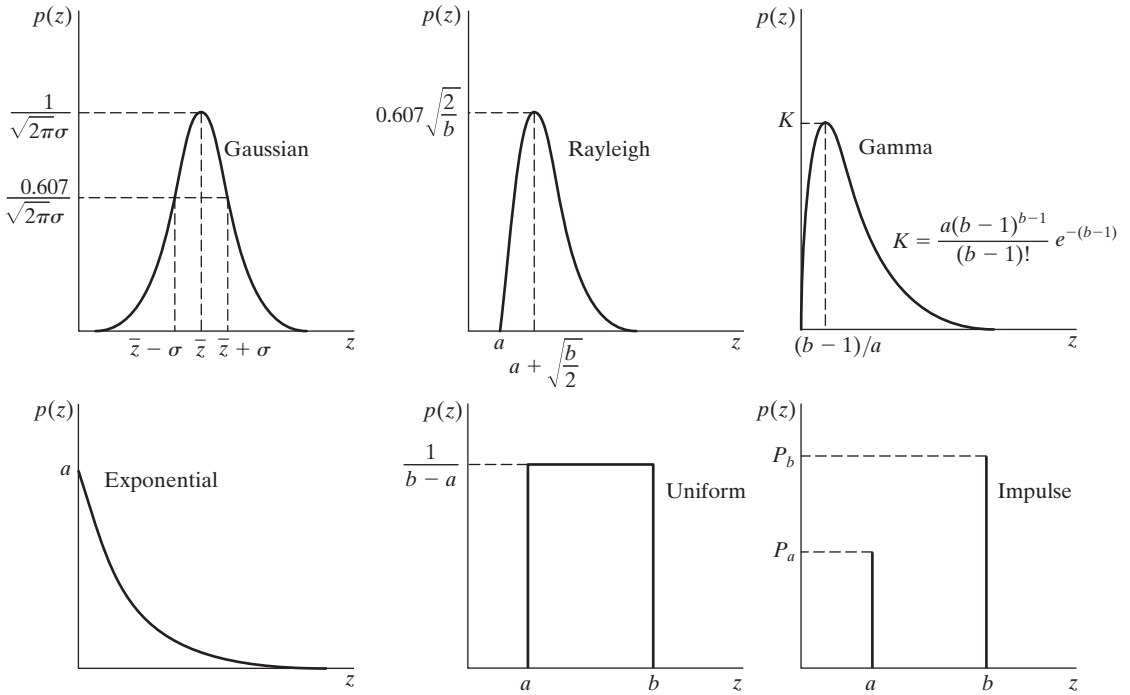 p(z)
1/√2πσ
0.607/√2πσ
Gaussian
z̄ − σ z̄ z̄ + σ z
p(z)
0.607 √2/b
Rayleigh
a z
a + √b/2
p(z)
K
Gamma
K = a(b − 1)^b−1/(b − 1)! e^−(b−1)
(b − 1)/a z
p(z)
a
Exponential
z
p(z)
1/b − a
Uniform
a b z
p(z)
P_b
Impulse
P_a
a b z